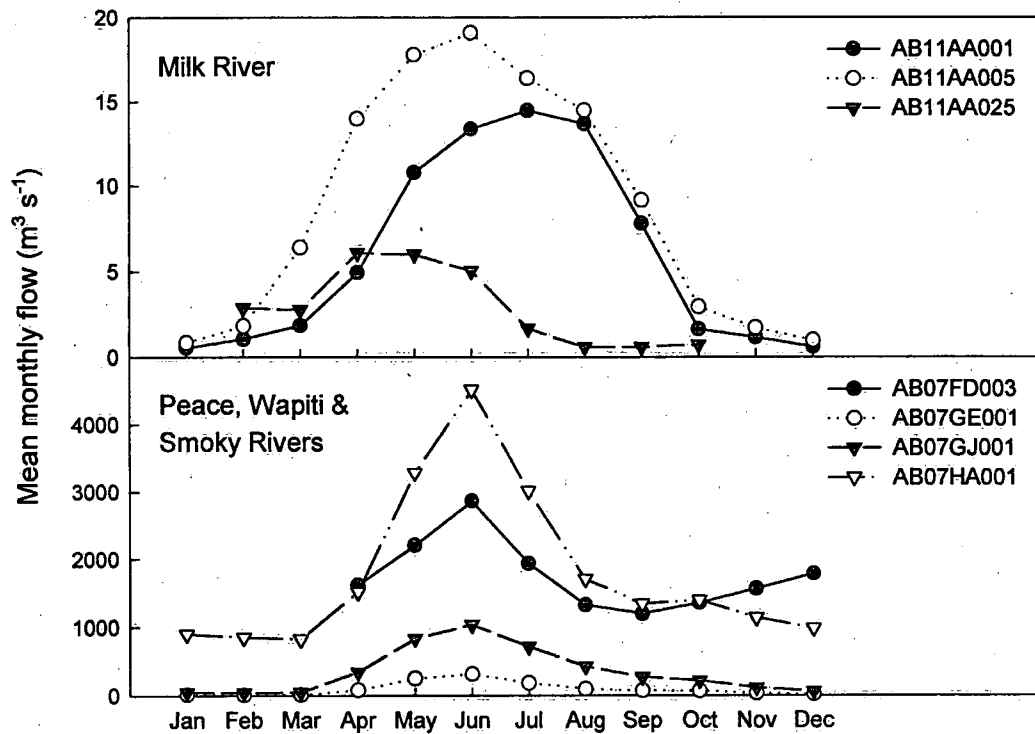 Mean monthly flow (m³ s⁻¹)
20
15
10
5
0
Milk River
AB11AA001
AB11AA005
AB11AA025
4000
3000
2000
1000
0
Peace, Wapiti &
Smoky Rivers
AB07FD003
AB07GE001
AB07GJ001
AB07HA001
Jan Feb Mar Apr May Jun Jul Aug Sep Oct Nov Dec